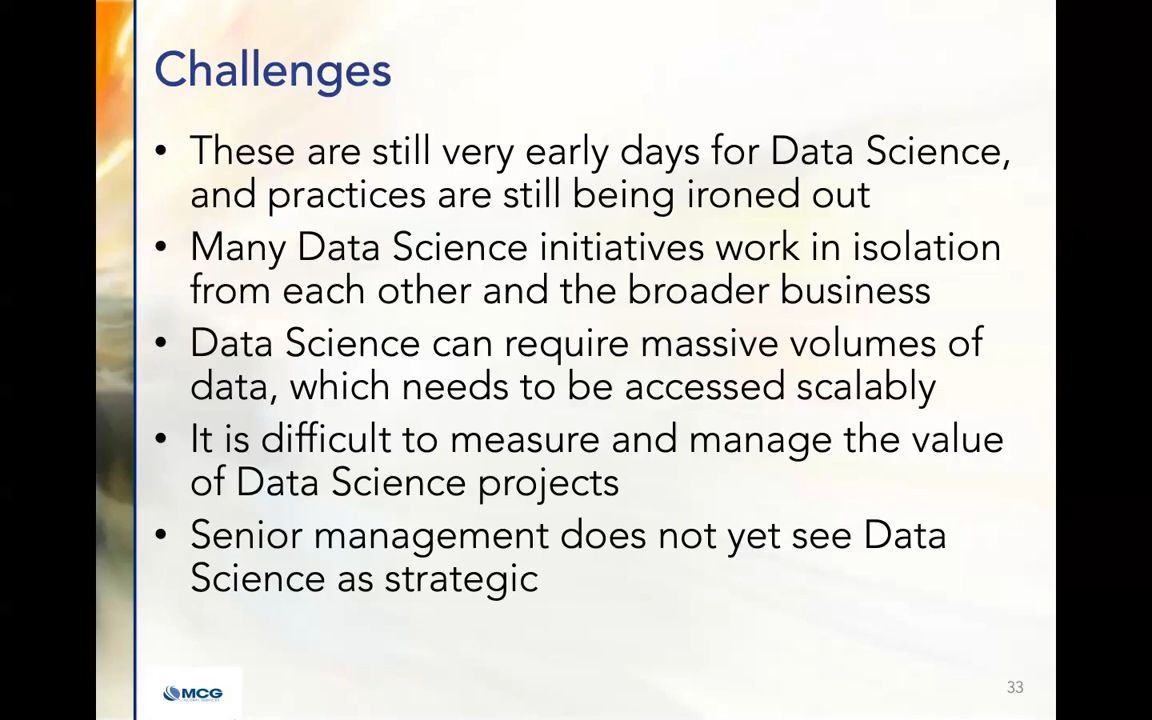 Challenges
• These are still very early days for Data Science,
and practices are still being ironed out
• Many Data Science initiatives work in isolation
from each other and the broader business
• Data Science can require massive volumes of
data, which needs to be accessed scalably
• It is difficult to measure and manage the value
of Data Science projects
• Senior management does not yet see Data
Science as strategic
MCG
33